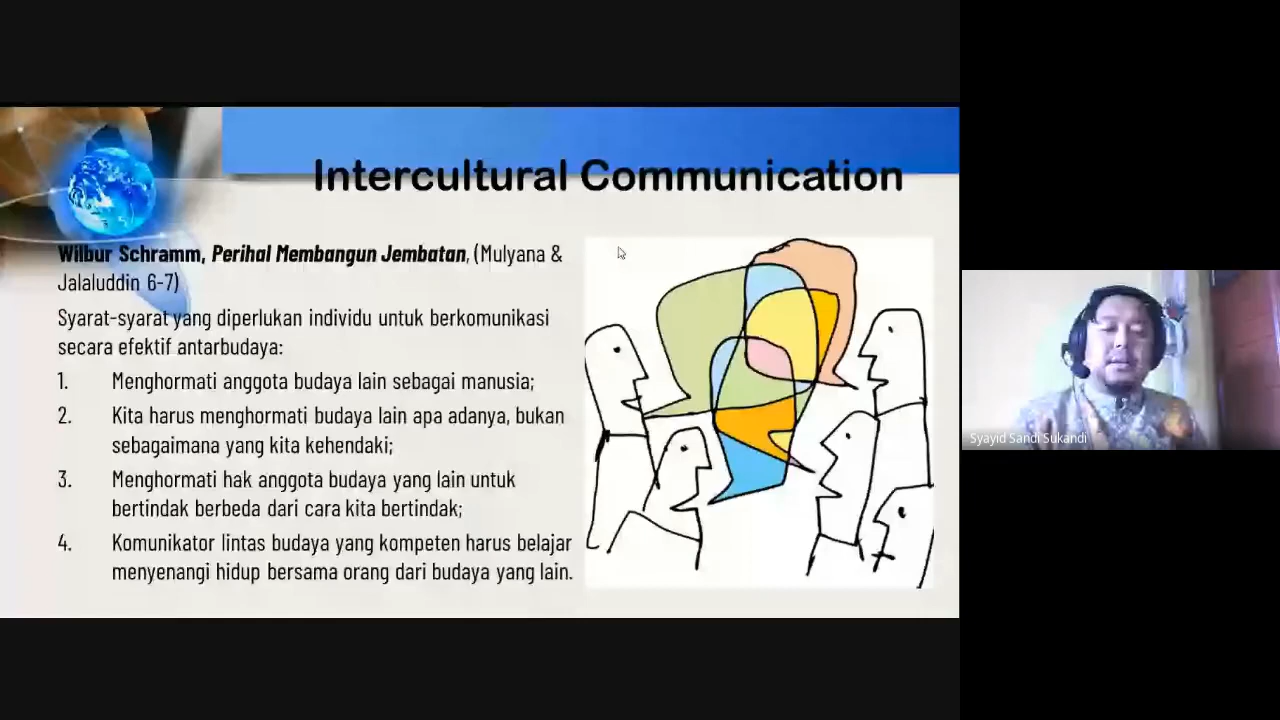 Intercultural Communication
Wilbur Schramm, Perihal Membangun Jembatan, (Mulyana &
Jalaluddin 6-7)
Syarat-syarat yang diperlukan individu untuk berkomunikasi
secara efektif antarbudaya:
1. Menghormati anggota budaya lain sebagai manusia;
2. Kita harus menghormati budaya lain apa adanya, bukan
sebagaimana yang kita kehendaki;
3. Menghormati hak anggota budaya yang lain untuk
bertindak berbeda dari cara kita bertindak;
4. Komunikator lintas budaya yang kompeten harus belajar
menyenangi hidup bersama orang dari budaya yang lain.
Syayid Sandi Sukandi